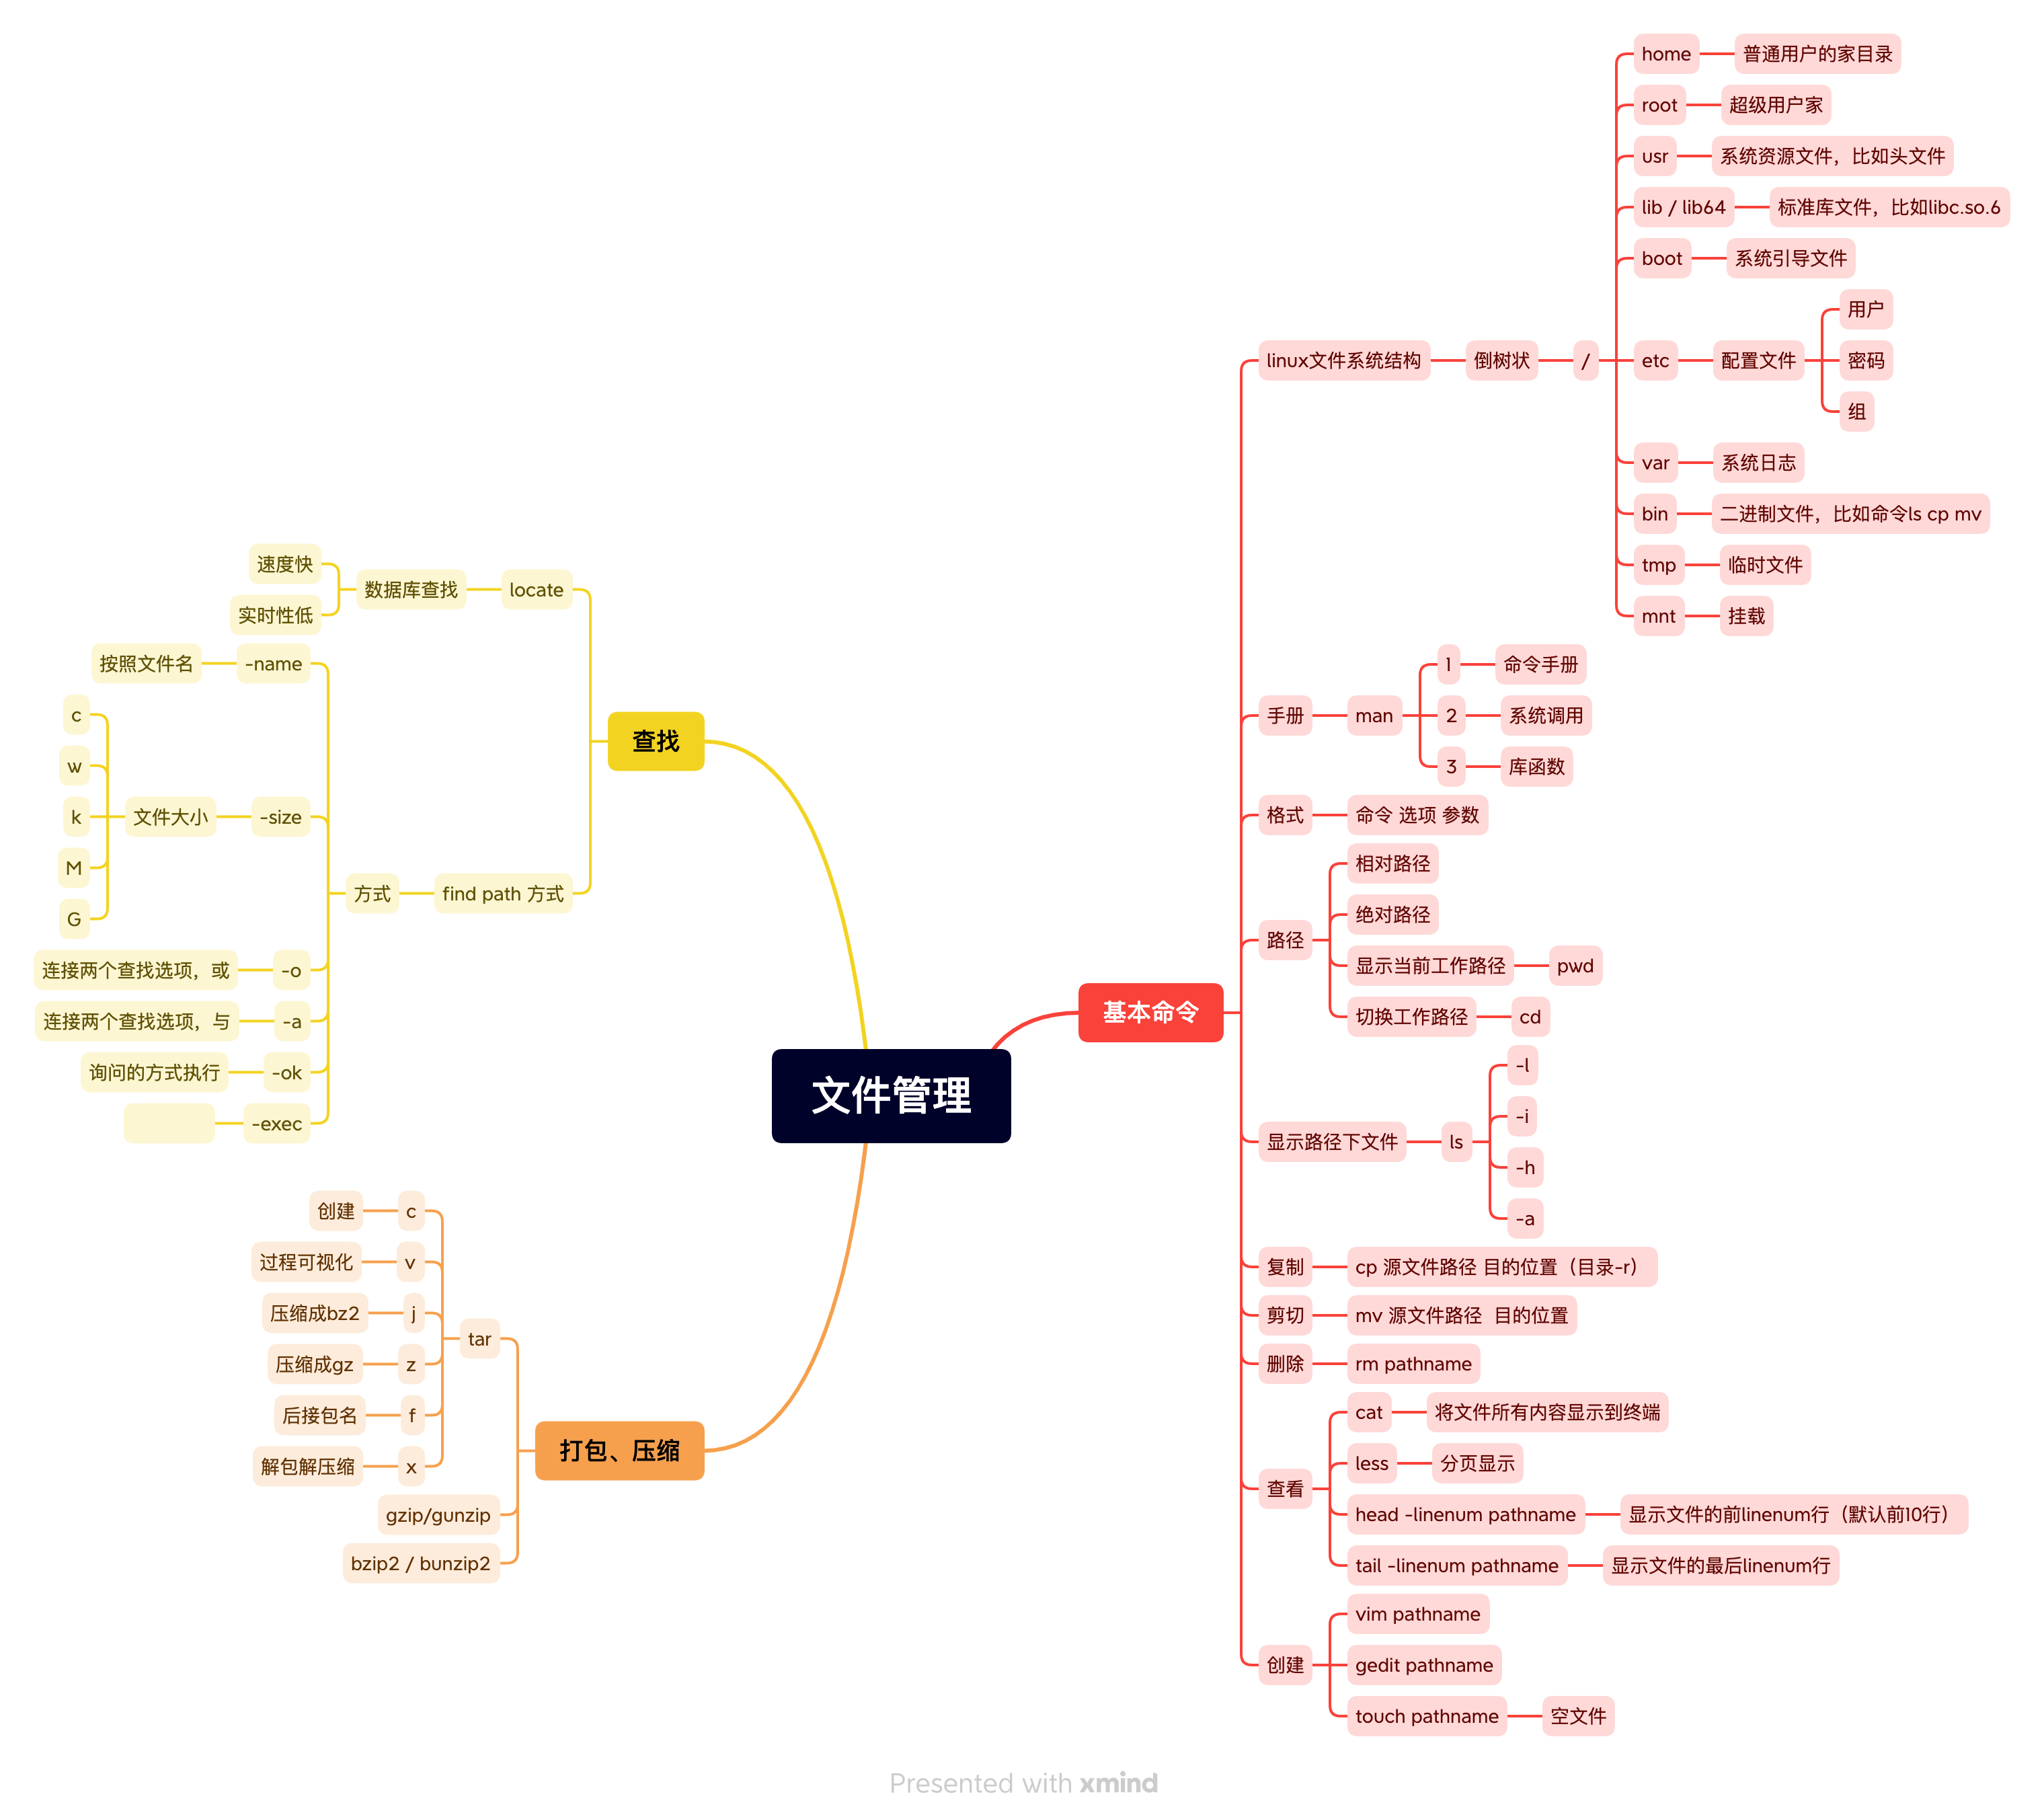 文件管理
基本命令
linux文件系统结构
倒树状
/
home
普通用户的家目录
root
超级用户家
usr
系统资源文件，比如头文件
lib / lib64
标准库文件，比如libc.so.6
boot
系统引导文件
etc
配置文件
用户
密码
组
var
系统日志
bin
二进制文件，比如命令ls cp mv
tmp
临时文件
mnt
挂载
手册
man
1
命令手册
2
系统调用
3
库函数
格式
命令 选项 参数
路径
相对路径
绝对路径
显示当前工作路径
pwd
切换工作路径
cd
显示路径下文件
ls
-l
-i
-h
-a
复制
cp 源文件路径 目的位置（目录-r）
剪切
mv 源文件路径  目的位置
删除
rm pathname
查看
cat
将文件所有内容显示到终端
less
分页显示
head -linenum pathname
显示文件的前linenum行（默认前10行）
tail -linenum pathname
显示文件的最后linenum行
创建
vim pathname
gedit pathname
touch pathname
空文件
查找
locate
数据库查找
速度快
实时性低
find path 方式
方式
-name
按照文件名
-size
文件大小
c
w
k
M
G
-o
连接两个查找选项，或
-a
连接两个查找选项，与
-ok
询问的方式执行
-exec
打包、压缩
tar
c
创建
v
过程可视化
j
压缩成bz2
z
压缩成gz
f
后接包名
x
解包解压缩
gzip/gunzip
bzip2 / bunzip2
Presented with xmind